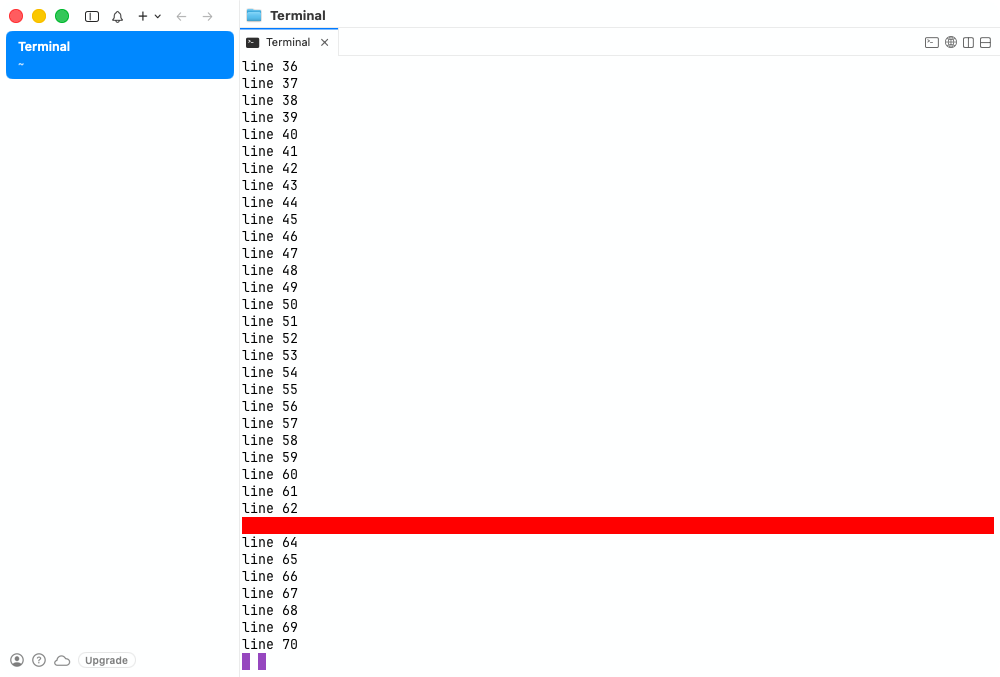 Terminal
Terminal
~
Terminal
line 36
line 37
line 38
line 39
line 40
line 41
line 42
line 43
line 44
line 45
line 46
line 47
line 48
line 49
line 50
line 51
line 52
line 53
line 54
line 55
line 56
line 57
line 58
line 59
line 60
line 61
line 62
line 64
line 65
line 66
line 67
line 68
line 69
line 70
Upgrade